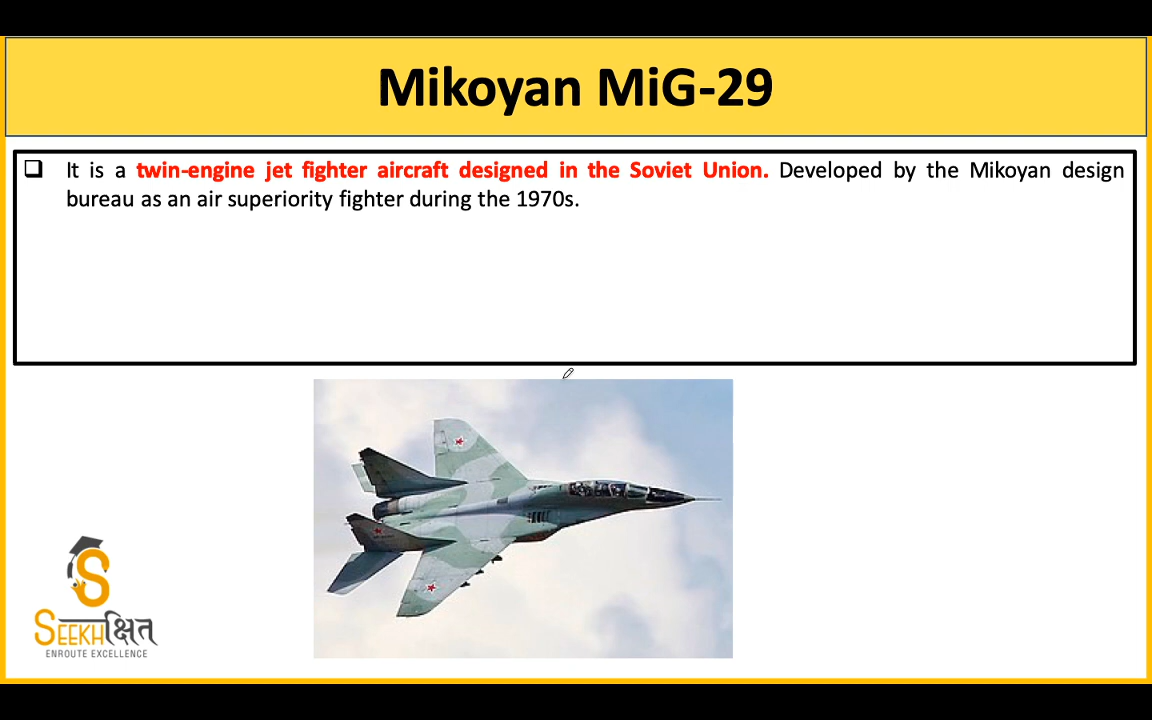 Mikoyan MiG-29
❑ It is a twin-engine jet fighter aircraft designed in the Soviet Union. Developed by the Mikoyan design
bureau as an air superiority fighter during the 1970s.
SEEKHक्षित
ENROUTE EXCELLENCE